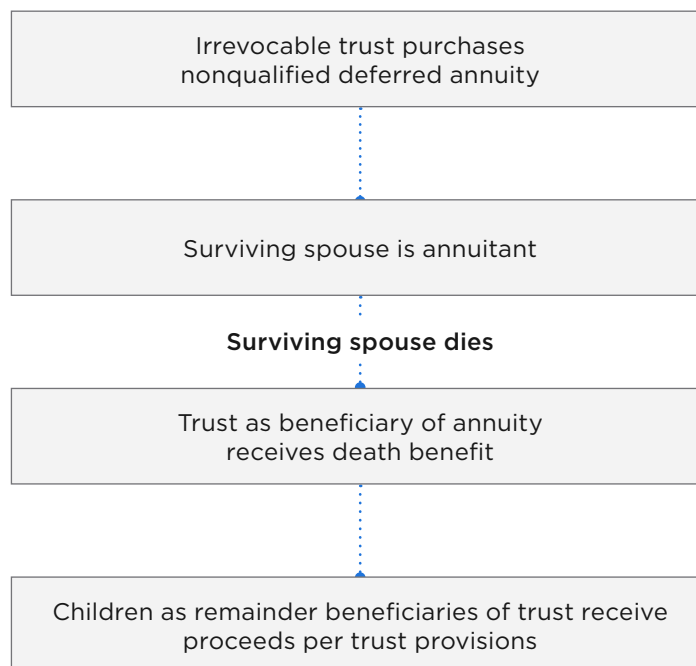 Irrevocable trust purchases
nonqualified deferred annuity
Surviving spouse is annuitant
Surviving spouse dies
Trust as beneficiary of annuity
receives death benefit
Children as remainder beneficiaries of trust receive
proceeds per trust provisions